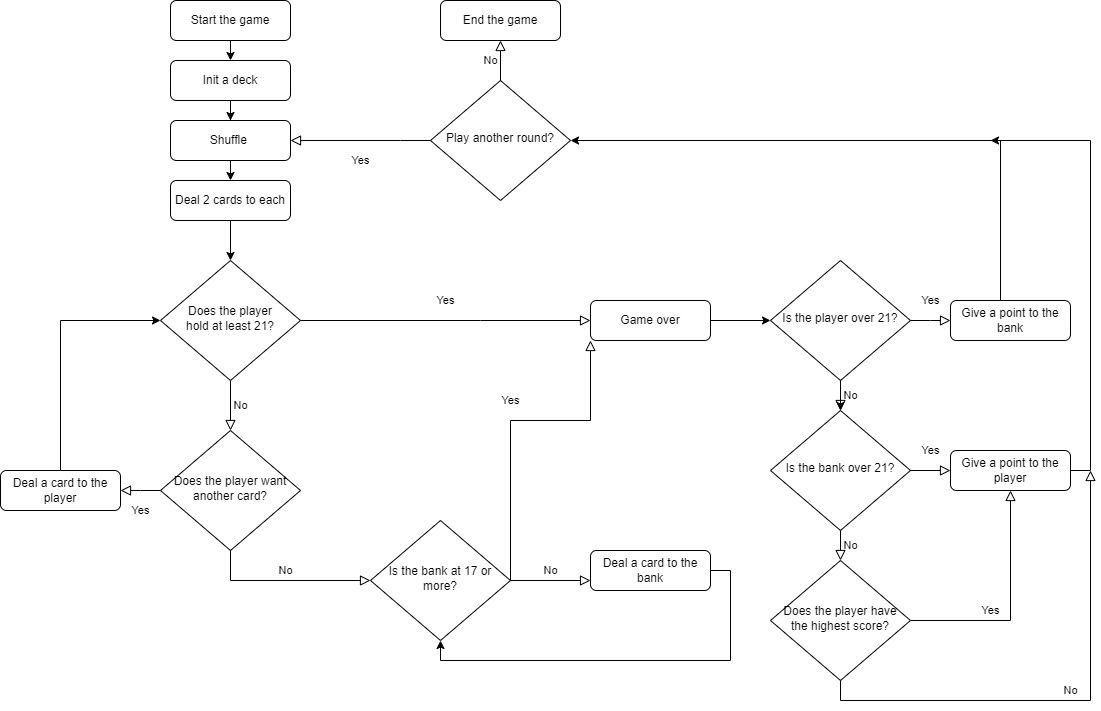 Start the game
End the game
No
Init a deck
Shuffle
Play another round?
Yes
Deal 2 cards to each
Does the player
hold at least 21?
Yes
Game over
Is the player over 21?
Yes
Give a point to the
bank
No
No
Does the player want
another card?
Deal a card to the
player
Yes
Yes
Is the bank over 21?
Yes
Give a point to the
player
No
No
Is the bank at 17 or
more?
No
Deal a card to the
bank
Does the player have
the highest score?
Yes
No